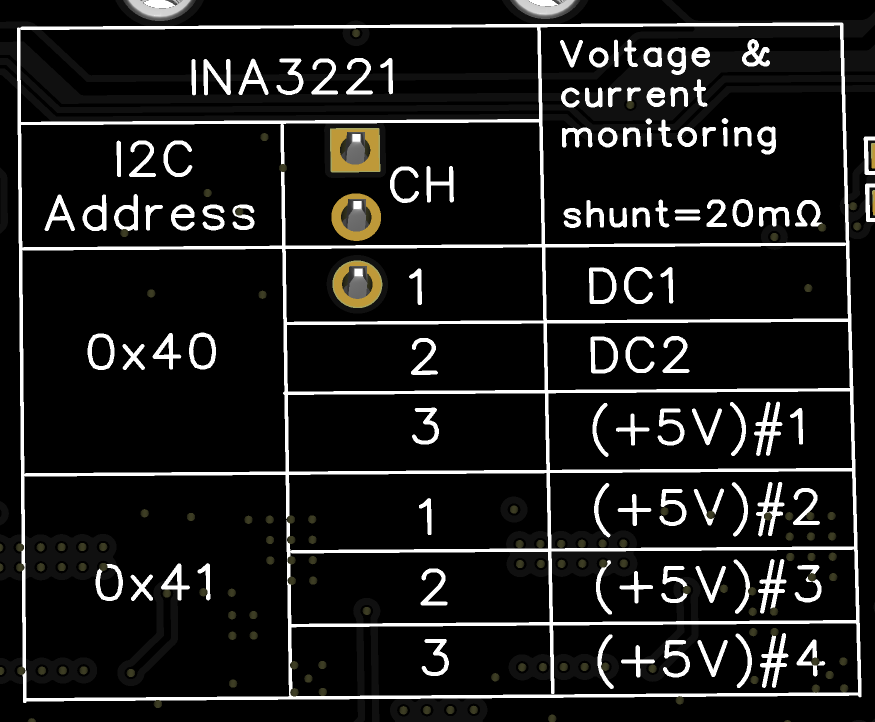 INA3221
Voltage &
current
monitoring
shunt=20mΩ
I2C
Address
CH
0x40
1
DC1
2
DC2
3
(+5V)#1
0x41
1
(+5V)#2
2
(+5V)#3
3
(+5V)#4